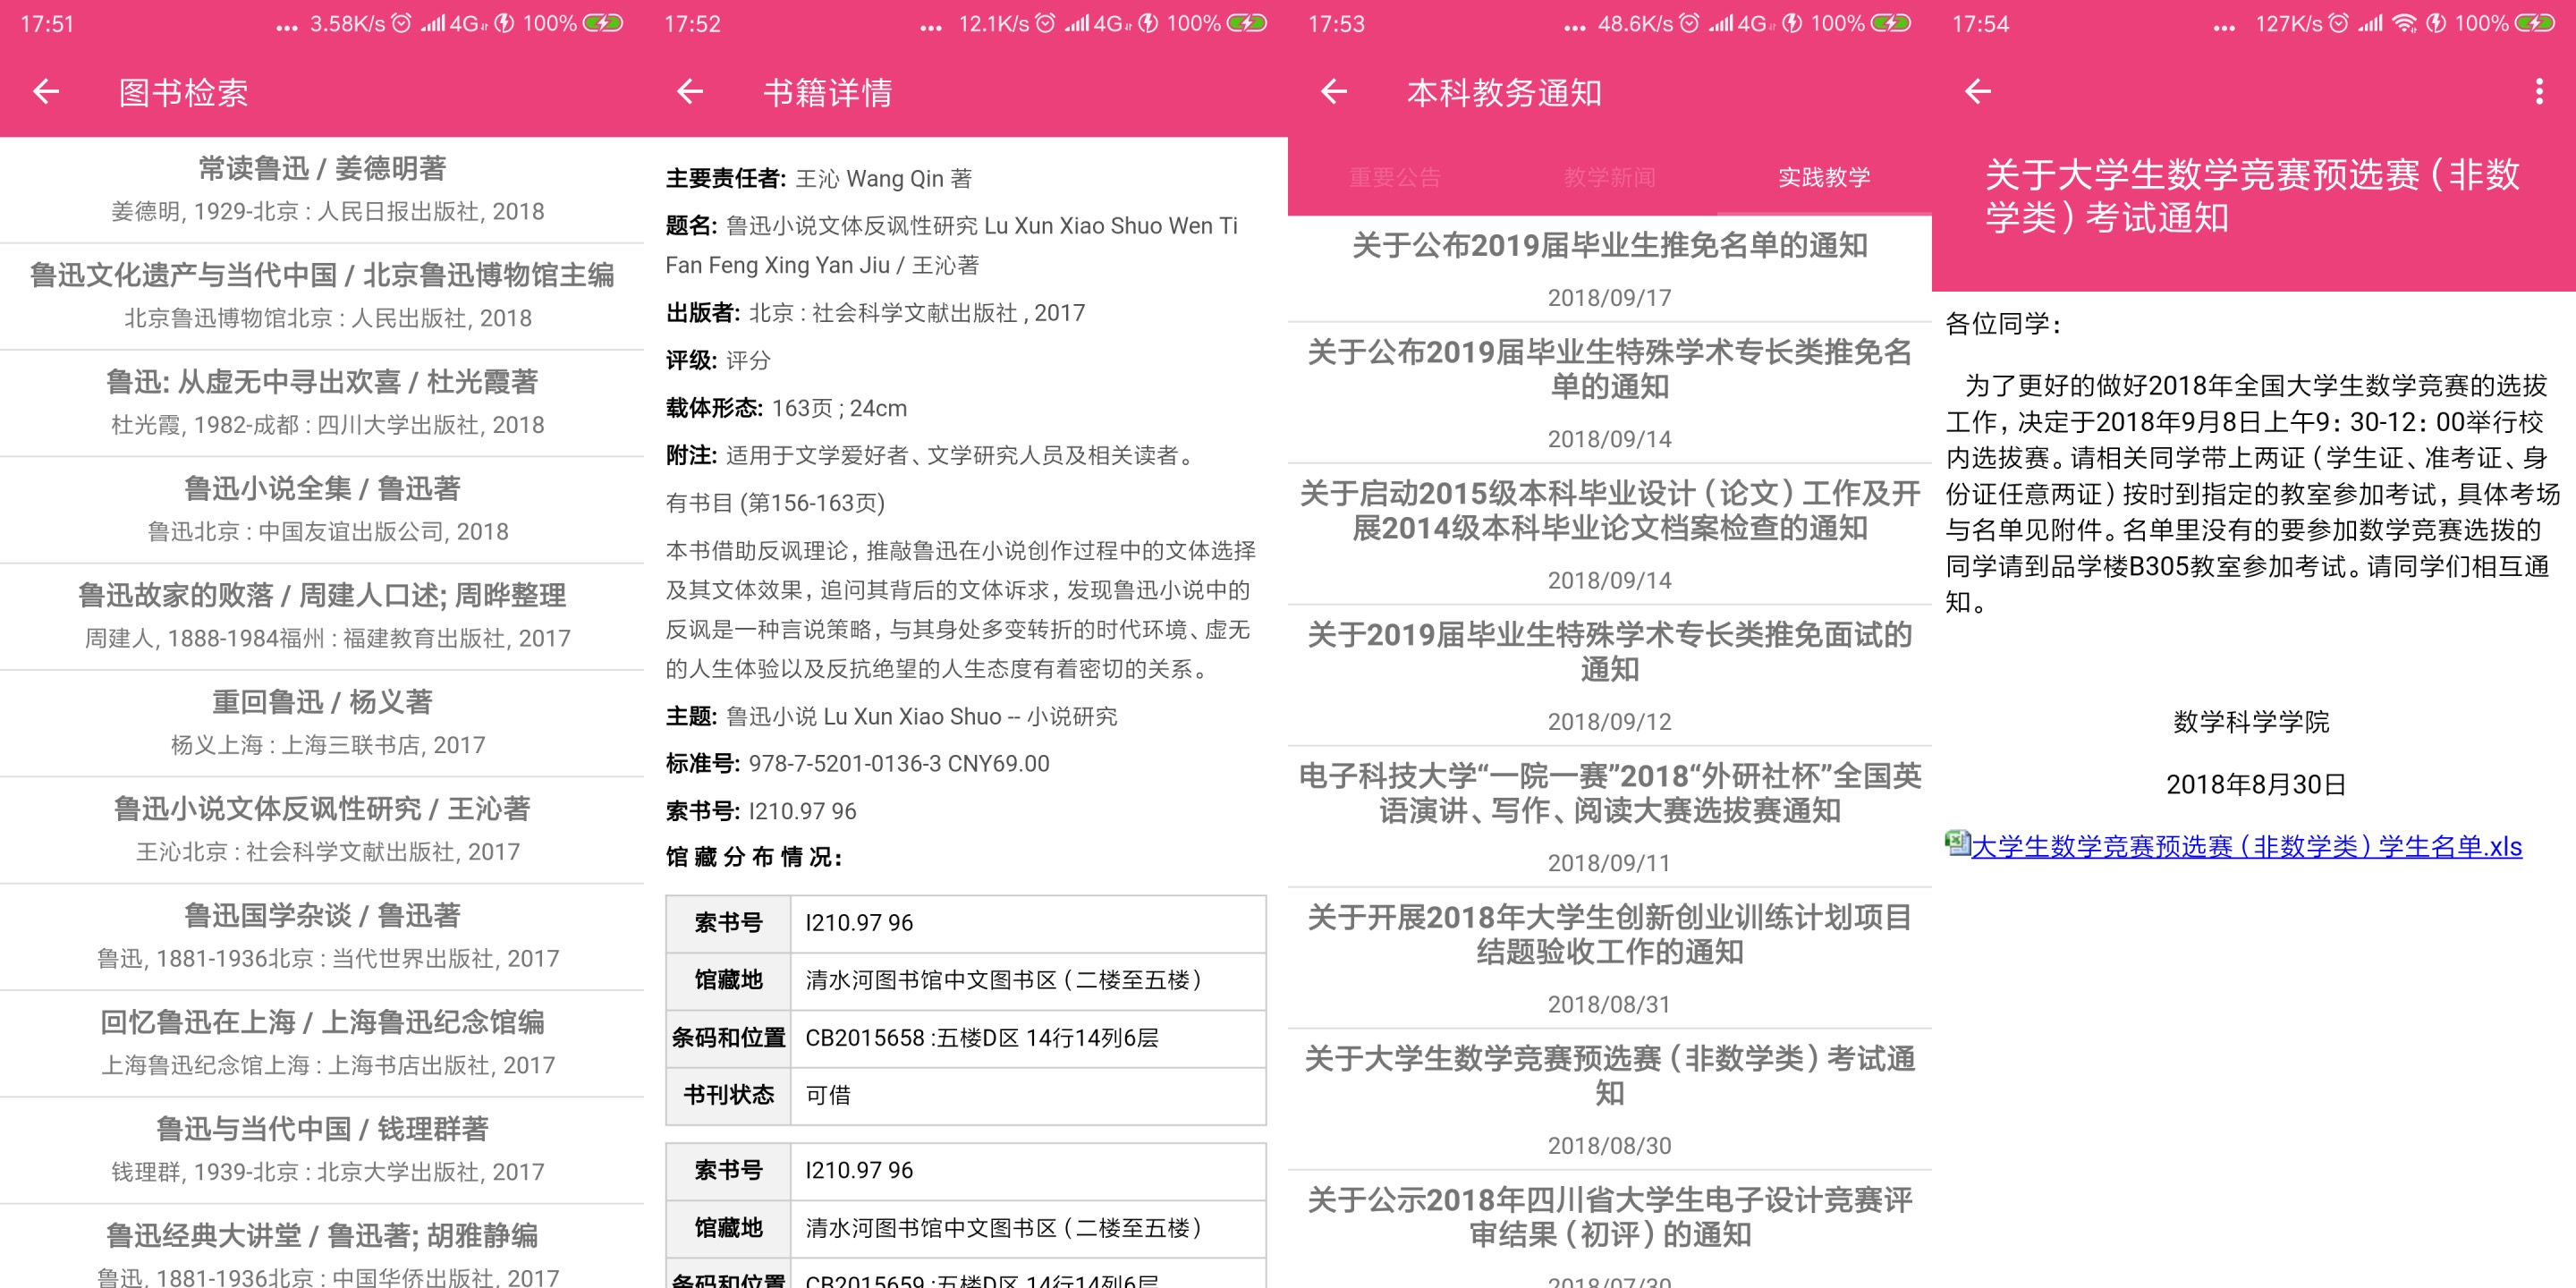 17:51
... 3.58K/s 4G 100%
图书检索
常读鲁迅 / 姜德明著
姜德明, 1929-北京 : 人民日报出版社, 2018
鲁迅文化遗产与当代中国 / 北京鲁迅博物馆主编
北京鲁迅博物馆北京 : 人民出版社, 2018
鲁迅: 从虚无中寻出欢喜 / 杜光霞著
杜光霞, 1982-成都 : 四川大学出版社, 2018
鲁迅小说全集 / 鲁迅著
鲁迅北京 : 中国友谊出版公司, 2018
鲁迅故家的败落 / 周建人口述; 周晔整理
周建人, 1888-1984福州 : 福建教育出版社, 2017
重回鲁迅 / 杨义著
杨义上海 : 上海三联书店, 2017
鲁迅小说文体反讽性研究 / 王沁著
王沁北京 : 社会科学文献出版社, 2017
鲁迅国学杂谈 / 鲁迅著
鲁迅, 1881-1936北京 : 当代世界出版社, 2017
回忆鲁迅在上海 / 上海鲁迅纪念馆编
上海鲁迅纪念馆上海 : 上海书店出版社, 2017
鲁迅与当代中国 / 钱理群著
钱理群, 1939-北京 : 北京大学出版社, 2017
鲁迅经典大讲堂 / 鲁迅著; 胡雅静编
鲁迅, 1881-1936北京 : 中国华侨出版社, 2017
17:52
... 12.1K/s 4G 100%
书籍详情
主要责任者: 王沁 Wang Qin 著
题名: 鲁迅小说文体反讽性研究 Lu Xun Xiao Shuo Wen Ti
Fan Feng Xing Yan Jiu / 王沁著
出版者: 北京 : 社会科学文献出版社 , 2017
评级: 评分
载体形态: 163页 ; 24cm
附注: 适用于文学爱好者、文学研究人员及相关读者。
有书目 (第156-163页)
本书借助反讽理论，推敲鲁迅在小说创作过程中的文体选择
及其文体效果，追问其背后的文体诉求，发现鲁迅小说中的
反讽是一种言说策略，与其身处多变转折的时代环境、虚无
的人生体验以及反抗绝望的人生态度有着密切的关系。
主题: 鲁迅小说 Lu Xun Xiao Shuo -- 小说研究
标准号: 978-7-5201-0136-3 CNY69.00
索书号: I210.97 96
馆 藏 分 布 情 况：
索书号 I210.97 96
馆藏地 清水河图书馆中文图书区（二楼至五楼）
条码和位置 CB2015658 :五楼D区 14行14列6层
书刊状态 可借
索书号 I210.97 96
馆藏地 清水河图书馆中文图书区（二楼至五楼）
条码和位置 CB2015659 :五楼D区 14行14列6层
17:53
... 48.6K/s 4G 100%
本科教务通知
重要公告 教学新闻 实践教学
关于公布2019届毕业生推免名单的通知
2018/09/17
关于公布2019届毕业生特殊学术专长类推免名
单的通知
2018/09/14
关于启动2015级本科毕业设计（论文）工作及开
展2014级本科毕业论文档案检查的通知
2018/09/14
关于2019届毕业生特殊学术专长类推免面试的
通知
2018/09/12
电子科技大学“一院一赛”2018“外研社杯”全国英
语演讲、写作、阅读大赛选拔赛通知
2018/09/11
关于开展2018年大学生创新创业训练计划项目
结题验收工作的通知
2018/08/31
关于大学生数学竞赛预选赛（非数学类）考试通
知
2018/08/30
关于公示2018年四川省大学生电子设计竞赛评
审结果（初评）的通知
2018/07/30
17:54
... 127K/s 100%
关于大学生数学竞赛预选赛（非数
学类）考试通知
各位同学：
为了更好的做好2018年全国大学生数学竞赛的选拔
工作，决定于2018年9月8日上午9：30-12：00举行校
内选拔赛。请相关同学带上两证（学生证、准考证、身
份证任意两证）按时到指定的教室参加考试，具体考场
与名单见附件。名单里没有的要参加数学竞赛选拨的
同学请到品学楼B305教室参加考试。请同学们相互通
知。
数学科学学院
2018年8月30日
大学生数学竞赛预选赛（非数学类）学生名单.xls